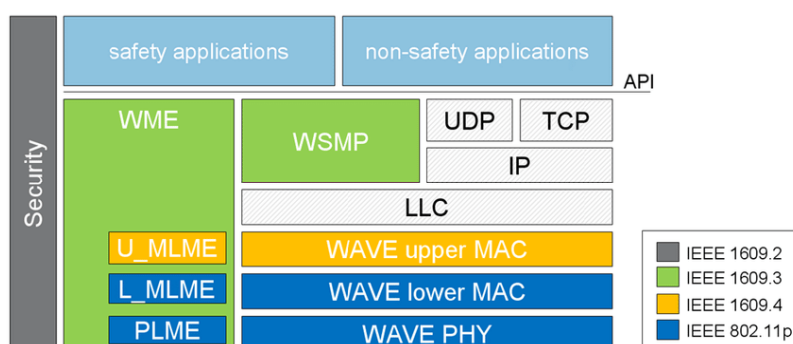 safety applications
non-safety applications
API
Security
WME
WSMP
UDP
TCP
IP
LLC
U_MLME
WAVE upper MAC
L_MLME
WAVE lower MAC
PLME
WAVE PHY
IEEE 1609.2
IEEE 1609.3
IEEE 1609.4
IEEE 802.11p